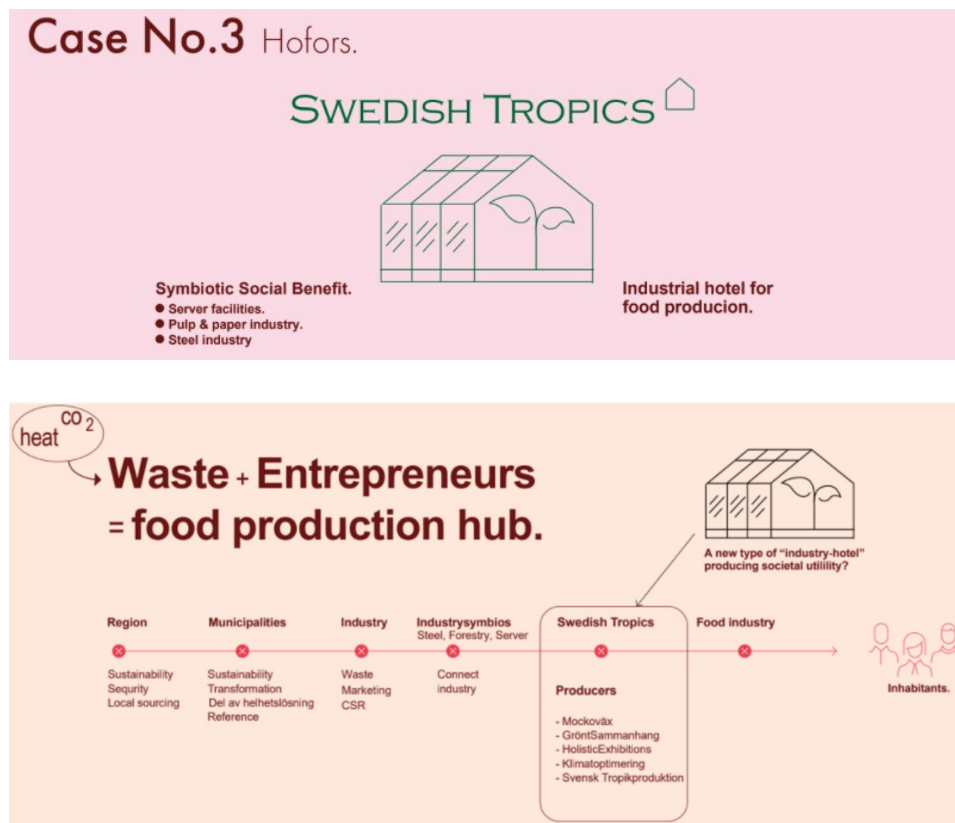 Case No.3 Hofors.
SWEDISH TROPICS
Symbiotic Social Benefit.
● Server facilities.
● Pulp & paper industry.
● Steel industry
Industrial hotel for
food producion.
heat CO2
Waste + Entrepreneurs
= food production hub.
A new type of “industry-hotel”
producing societal utilility?
Region
Sustainability
Sequrity
Local sourcing
Municipalities
Sustainability
Transformation
Del av helhetslösning
Reference
Industry
Waste
Marketing
CSR
Industrysymbios
Steel, Forestry, Server
Connect
industry
Swedish Tropics
Producers
- Mockoväx
- GröntSammanhang
- HolisticExhibitions
- Klimatoptimering
- Svensk Tropikproduktion
Food industry
Inhabitants.